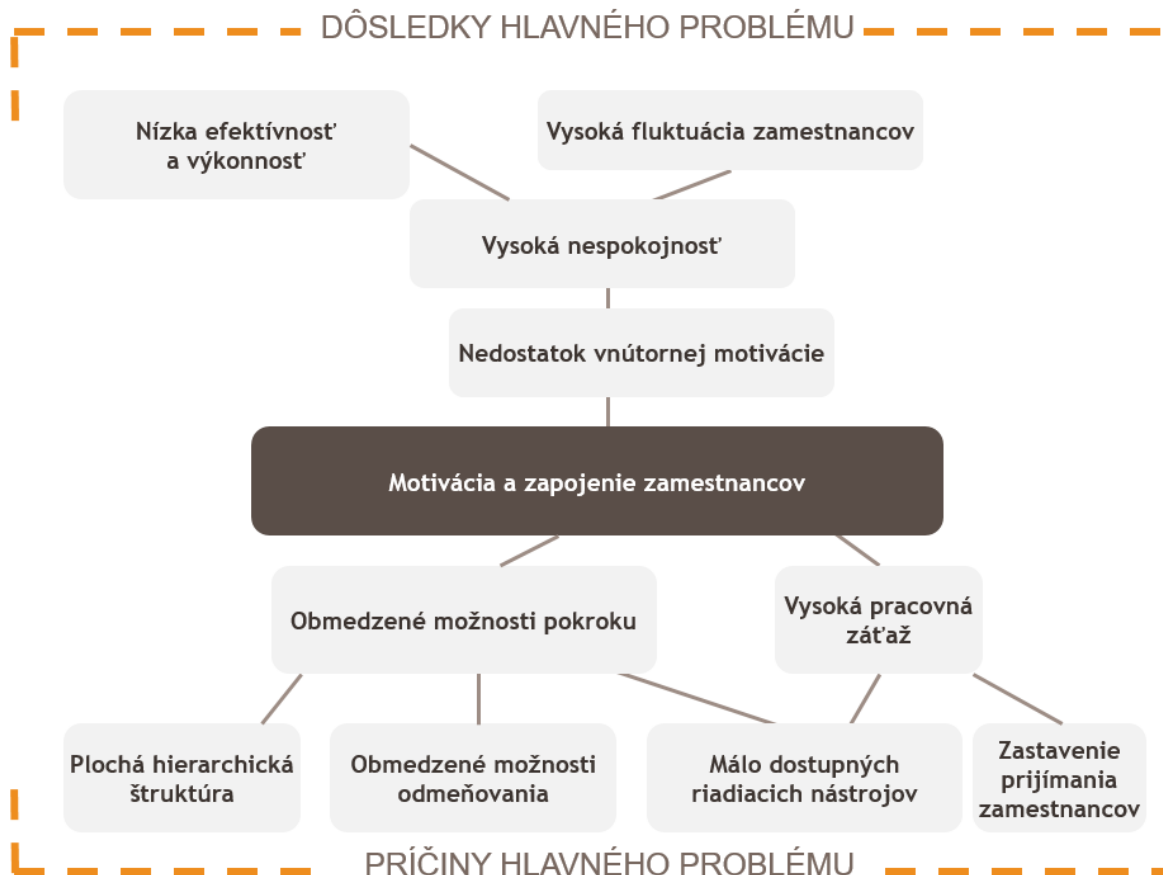 DÔSLEDKY HLAVNÉHO PROBLÉMU
Nízka efektívnosť
a výkonnosť
Vysoká fluktuácia zamestnancov
Vysoká nespokojnosť
Nedostatok vnútornej motivácie
Motivácia a zapojenie zamestnancov
Obmedzené možnosti pokroku
Vysoká pracovná
záťaž
Plochá hierarchická
štruktúra
Obmedzené možnosti
odmeňovania
Málo dostupných
riadiacich nástrojov
Zastavenie
prijímania
zamestnancov
PRÍČINY HLAVNÉHO PROBLÉMU